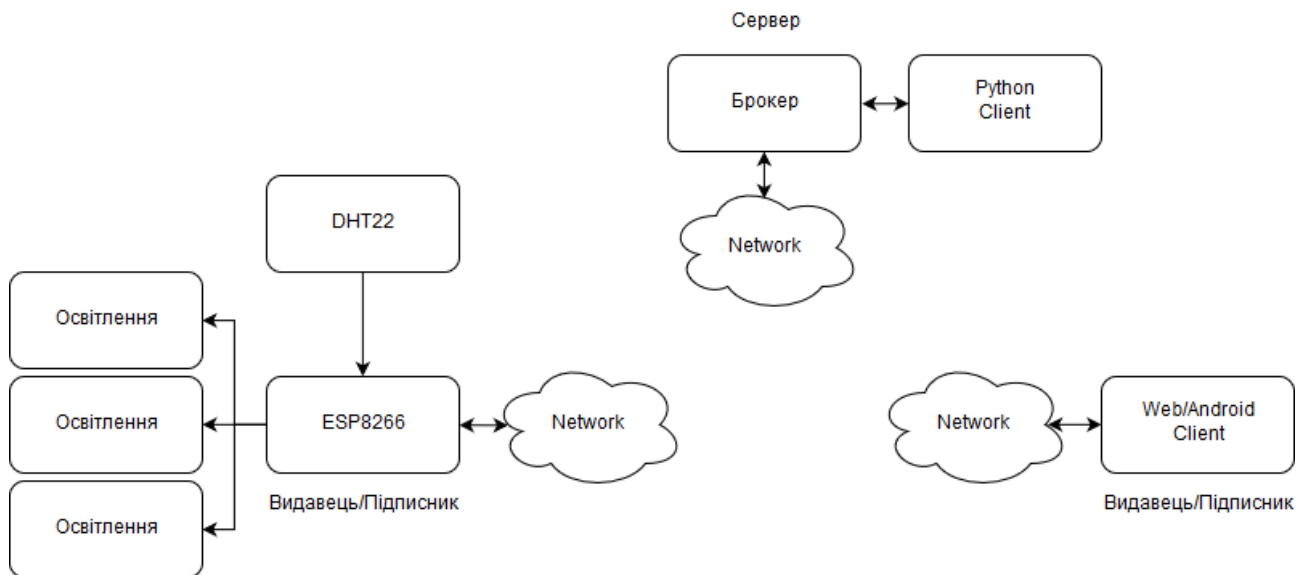 Сервер
Брокер
Python
Client
Network
DHT22
Освітлення
Освітлення
Освітлення
ESP8266
Видавець/Підписник
Network
Network
Web/Android
Client
Видавець/Підписник